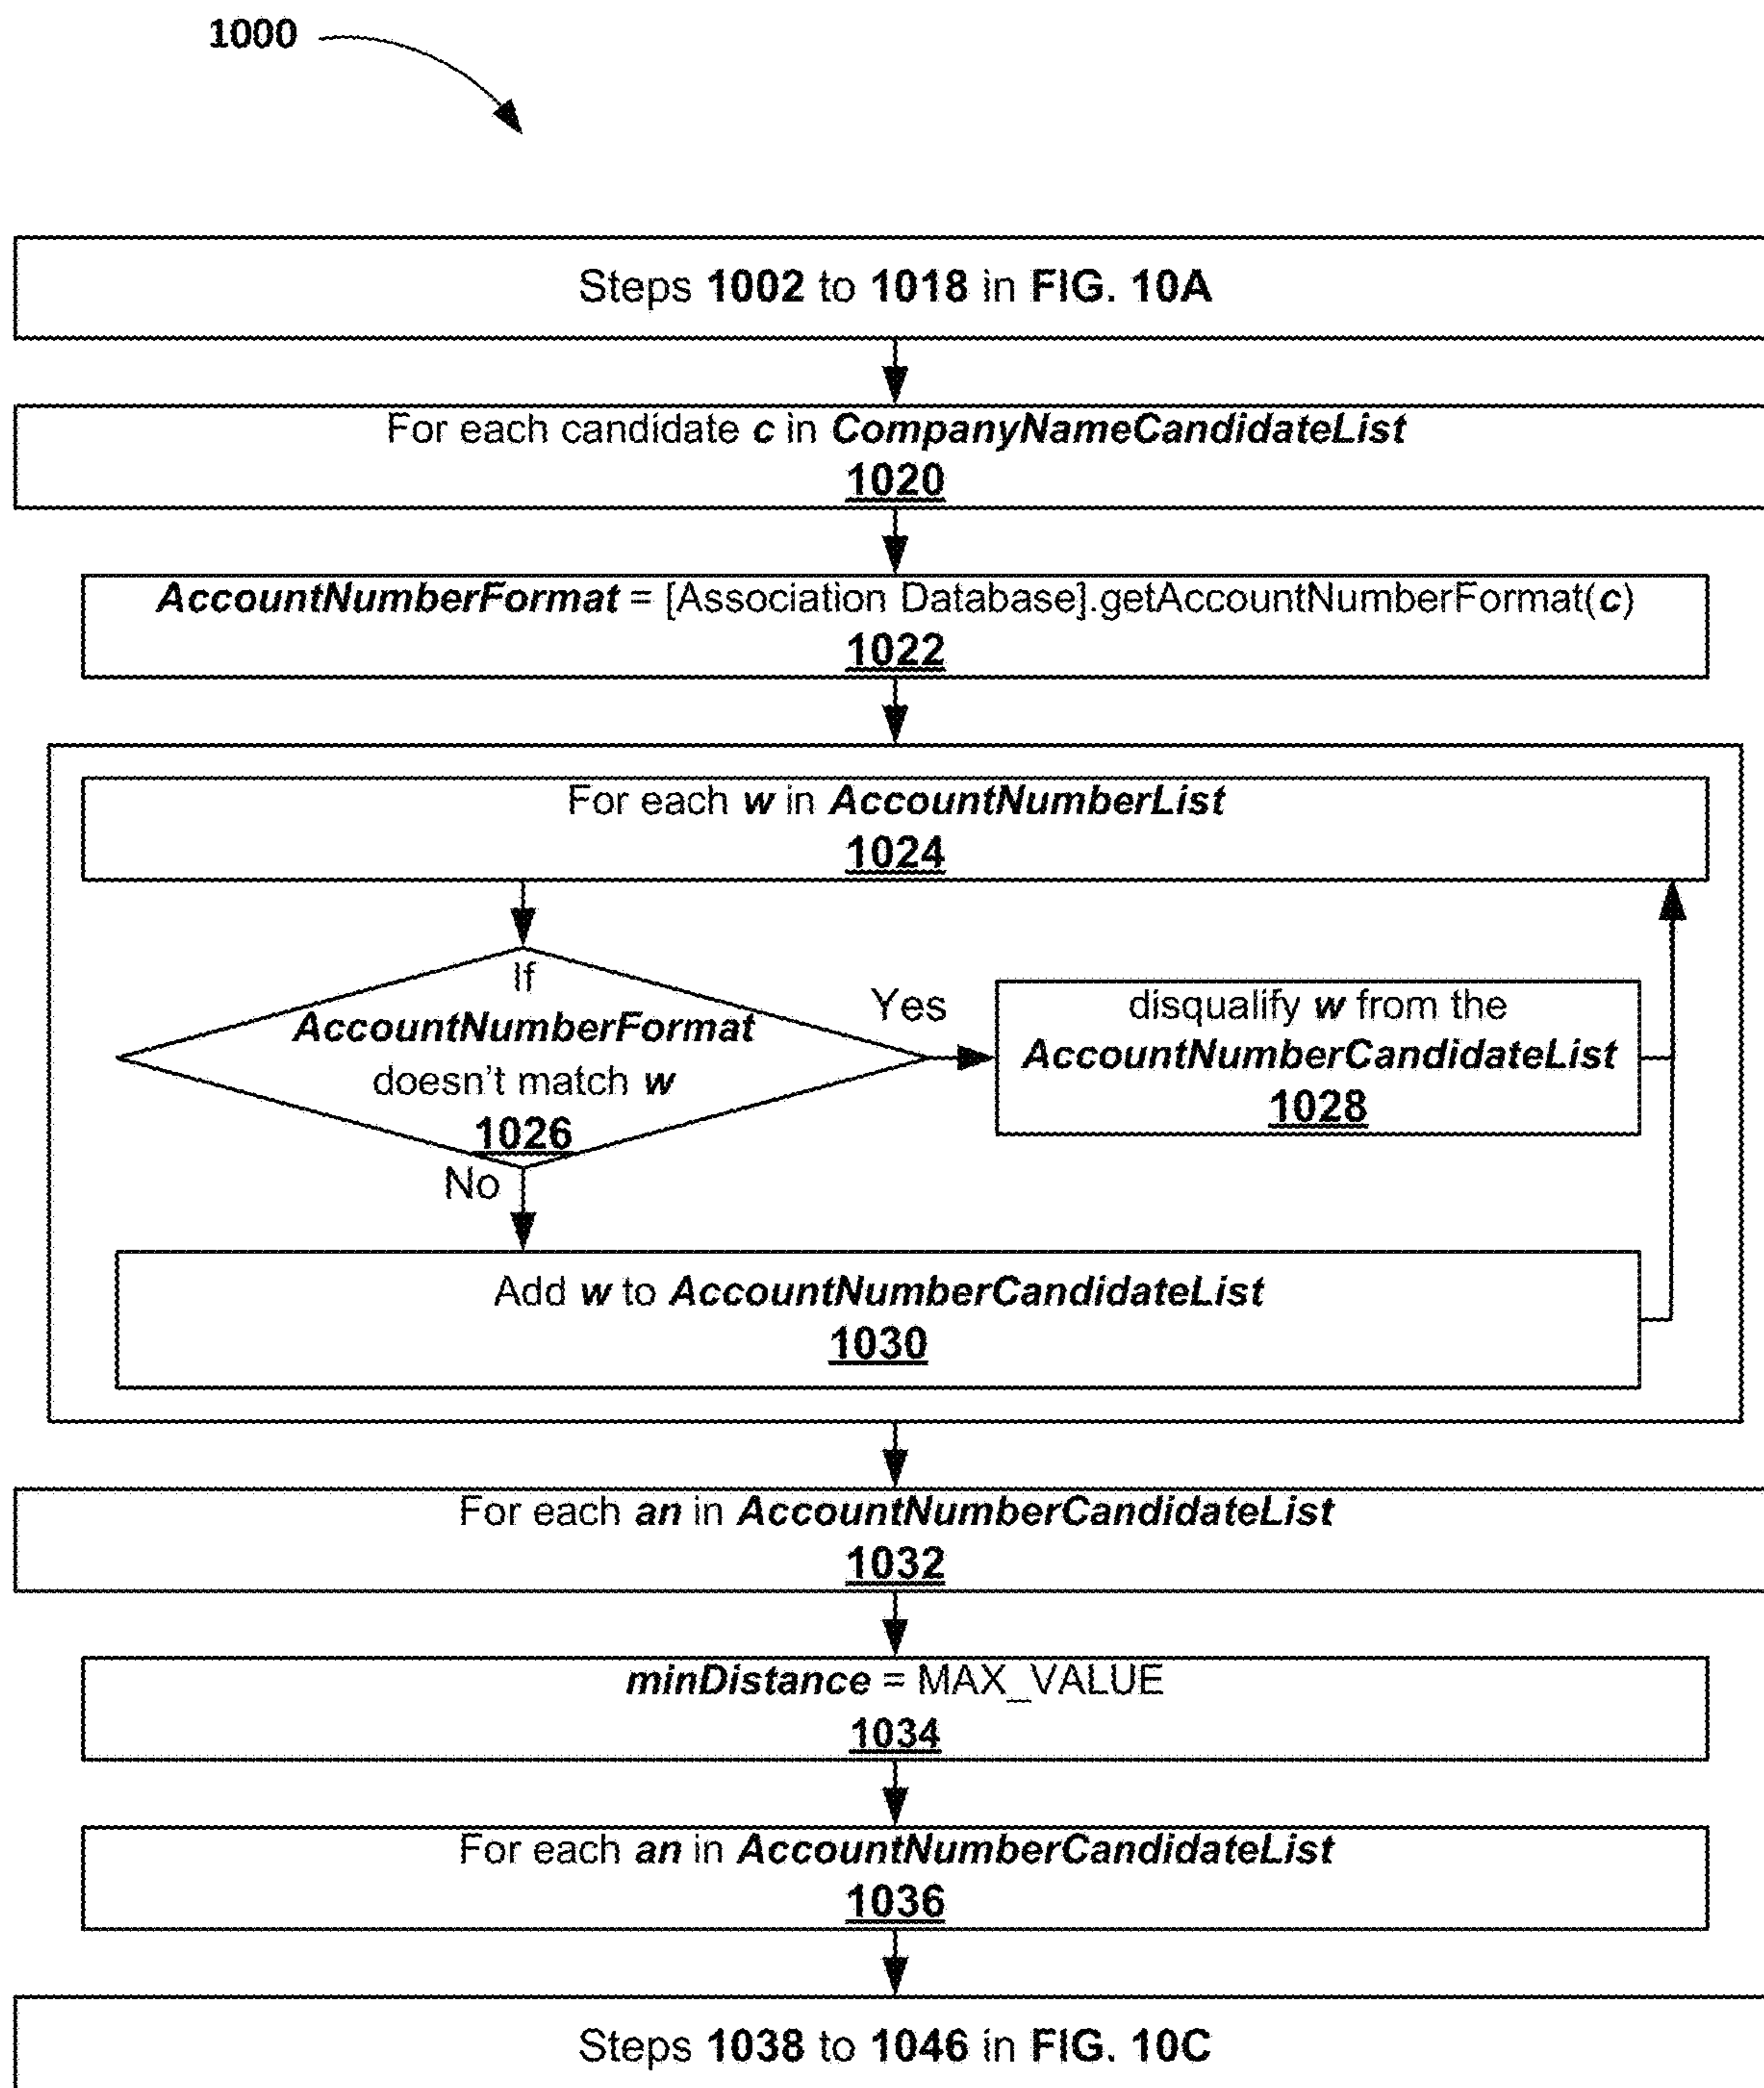 1000
Steps 1002 to 1018 in FIG. 10A
For each candidate c in CompanyNameCandidateList
1020
AccountNumberFormat = [Association Database].getAccountNumberFormat(c)
1022
For each w in AccountNumberList
1024
If
AccountNumberFormat
doesn't match w
1026
Yes
disqualify w from the
AccountNumberCandidateList
1028
No
Add w to AccountNumberCandidateList
1030
For each an in AccountNumberCandidateList
1032
minDistance = MAX_VALUE
1034
For each an in AccountNumberCandidateList
1036
Steps 1038 to 1046 in FIG. 10C